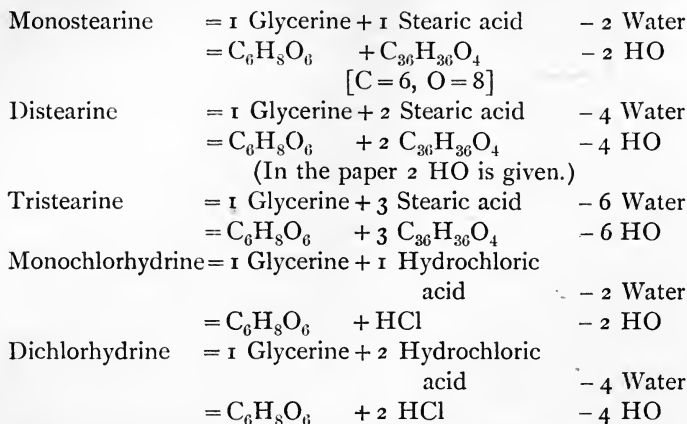 Monostearine = 1 Glycerine + 1 Stearic acid − 2 Water
= C₆H₈O₆ + C₃₆H₃₆O₄ − 2 HO
[C = 6, O = 8]
Distearine = 1 Glycerine + 2 Stearic acid − 4 Water
= C₆H₈O₆ + 2 C₃₆H₃₆O₄ − 4 HO
(In the paper 2 HO is given.)
Tristearine = 1 Glycerine + 3 Stearic acid − 6 Water
= C₆H₈O₆ + 3 C₃₆H₃₆O₄ − 6 HO
Monochlorhydrine = 1 Glycerine + 1 Hydrochloric
acid − 2 Water
= C₆H₈O₆ + HCl − 2 HO
Dichlorhydrine = 1 Glycerine + 2 Hydrochloric
acid − 4 Water
= C₆H₈O₆ + 2 HCl − 4 HO